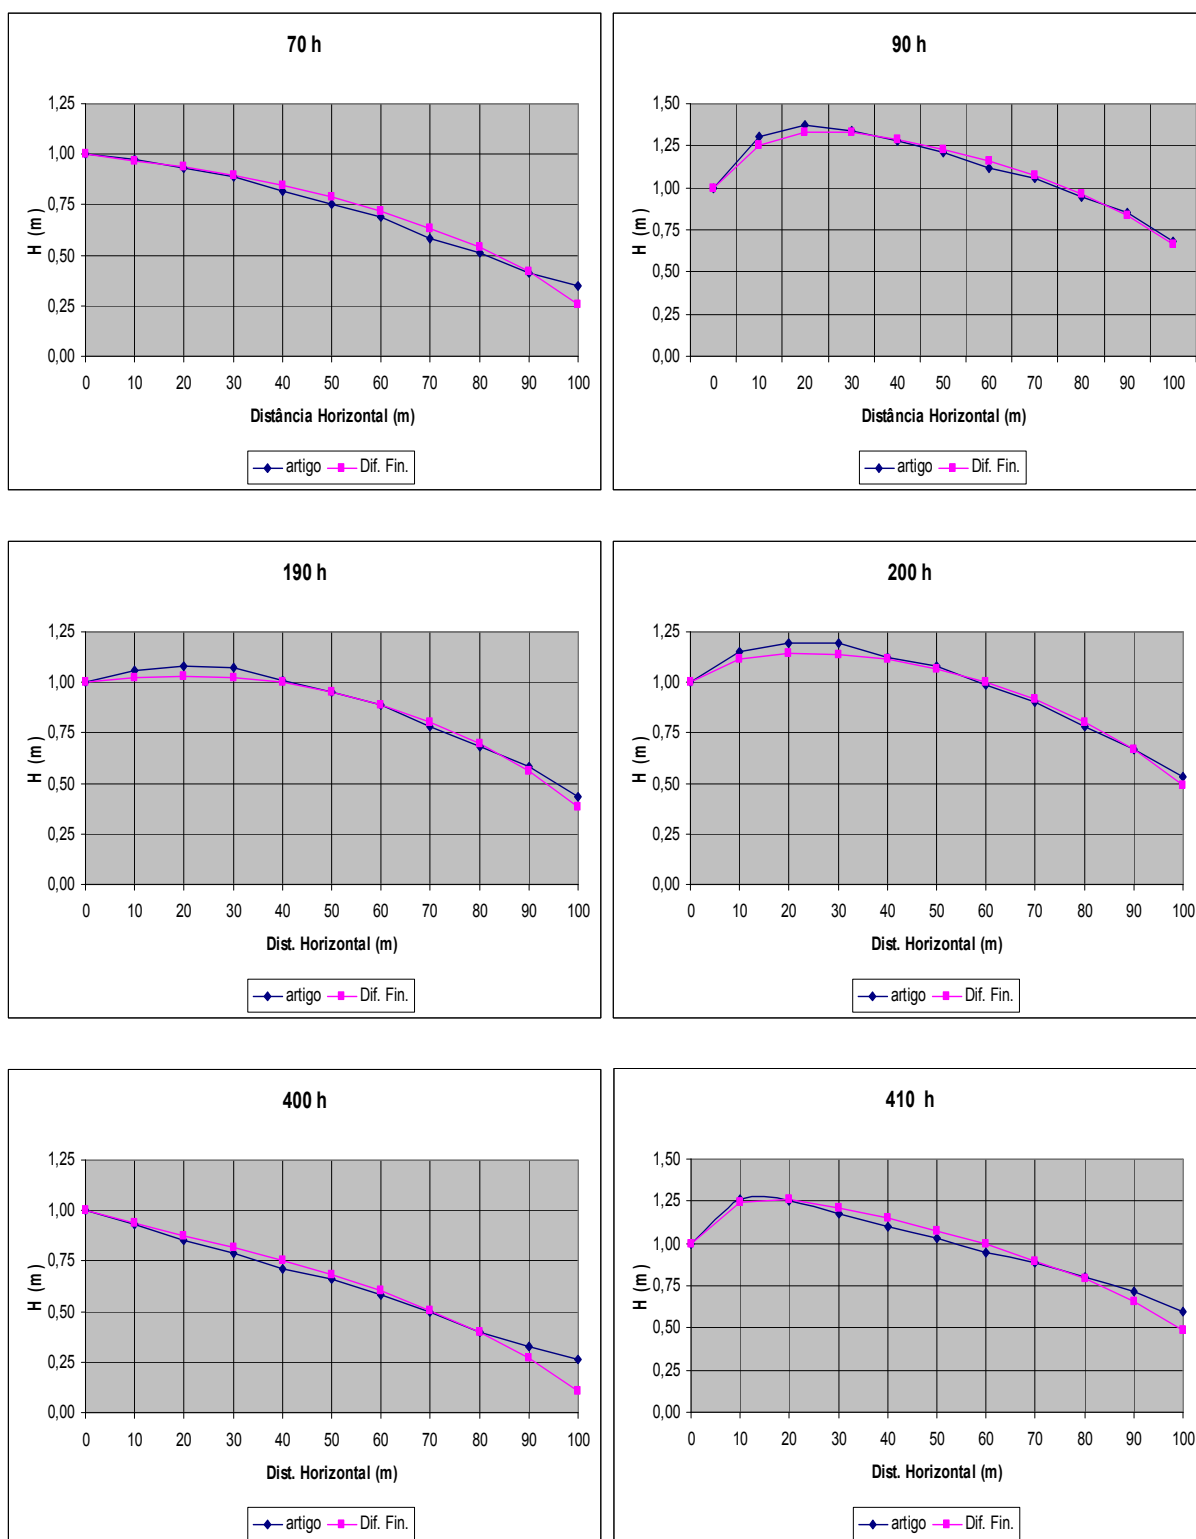 70 h
1,25
1,00
0,75
0,50
0,25
0,00
H (m)
0 10 20 30 40 50 60 70 80 90 100
Distância Horizontal (m)
artigo Dif. Fin.
90 h
1,50
1,25
1,00
0,75
0,50
0,25
0,00
H (m)
0 10 20 30 40 50 60 70 80 90 100
Distância Horizontal (m)
artigo Dif. Fin.
190 h
1,25
1,00
0,75
0,50
0,25
0,00
H (m)
0 10 20 30 40 50 60 70 80 90 100
Dist. Horizontal (m)
artigo Dif. Fin.
200 h
1,25
1,00
0,75
0,50
0,25
0,00
H (m)
0 10 20 30 40 50 60 70 80 90 100
Dist. Horizontal (m)
artigo Dif. Fin.
400 h
1,25
1,00
0,75
0,50
0,25
0,00
H (m)
0 10 20 30 40 50 60 70 80 90 100
Dist. Horizontal (m)
artigo Dif. Fin.
410 h
1,50
1,25
1,00
0,75
0,50
0,25
0,00
H (m)
0 10 20 30 40 50 60 70 80 90 100
Dist. Horizontal (m)
artigo Dif. Fin.